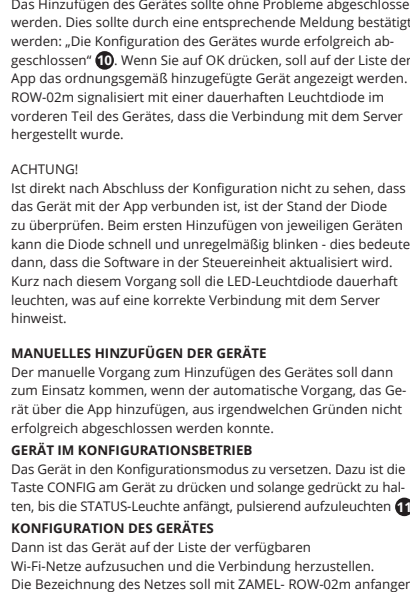 Das Hinzufügen des Gerätes sollte ohne Probleme abgeschlosse
werden. Dies sollte durch eine entsprechende Meldung bestätigt
werden: „Die Konfiguration des Gerätes wurde erfolgreich ab-
geschlossen“ 10. Wenn Sie auf OK drücken, soll auf der Liste der
App das ordnungsgemäß hinzugefügte Gerät angezeigt werden.
ROW-02m signalisiert mit einer dauerhaften Leuchtdiode im
vorderen Teil des Gerätes, dass die Verbindung mit dem Server
hergestellt wurde.
ACHTUNG!
Ist direkt nach Abschluss der Konfiguration nicht zu sehen, dass
das Gerät mit der App verbunden ist, ist der Stand der Diode
zu überprüfen. Beim ersten Hinzufügen von jeweiligen Geräten
kann die Diode schnell und unregelmäßig blinken - dies bedeute
dann, dass die Software in der Steuereinheit aktualisiert wird.
Kurz nach diesem Vorgang soll die LED-Leuchtdiode dauerhaft
leuchten, was auf eine korrekte Verbindung mit dem Server
hinweist.
MANUELLES HINZUFÜGEN DER GERÄTE
Der manuelle Vorgang zum Hinzufügen des Gerätes soll dann
zum Einsatz kommen, wenn der automatische Vorgang, das Ge-
rät über die App hinzufügen, aus irgendwelchen Gründen nicht
erfolgreich abgeschlossen werden konnte.
GERÄT IM KONFIGURATIONSBETRIEB
Das Gerät in den Konfigurationsmodus zu versetzen. Dazu ist die
Taste CONFIG am Gerät zu drücken und solange gedrückt zu hal-
ten, bis die STATUS-Leuchte anfängt, pulsierend aufzuleuchten 11
KONFIGURATION DES GERÄTES
Dann ist das Gerät auf der Liste der verfügbaren
Wi-Fi-Netze aufzusuchen und die Verbindung herzustellen.
Die Bezeichnung des Netzes soll mit ZAMEL- ROW-02m anfangen